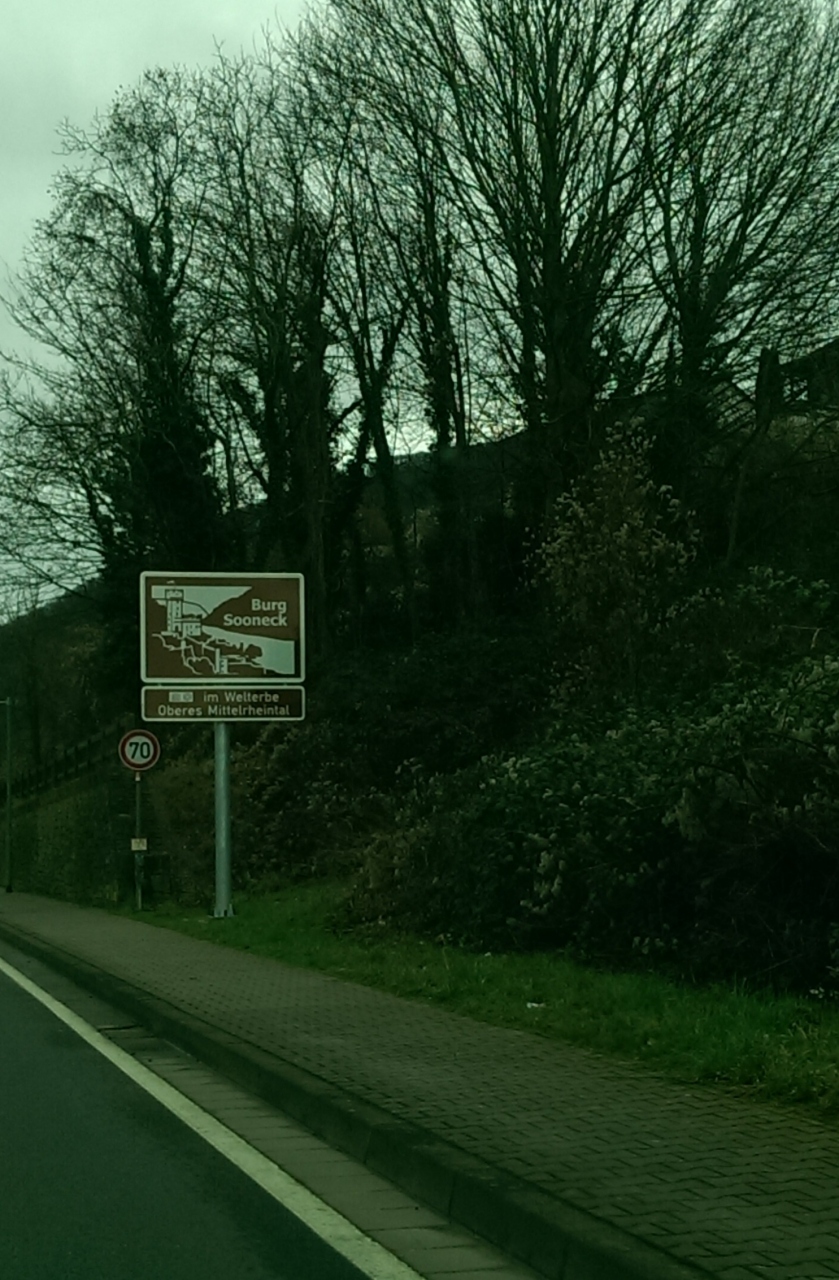 Burg
Sooneck
im Welterbe
Oberes Mittelrheintal
70